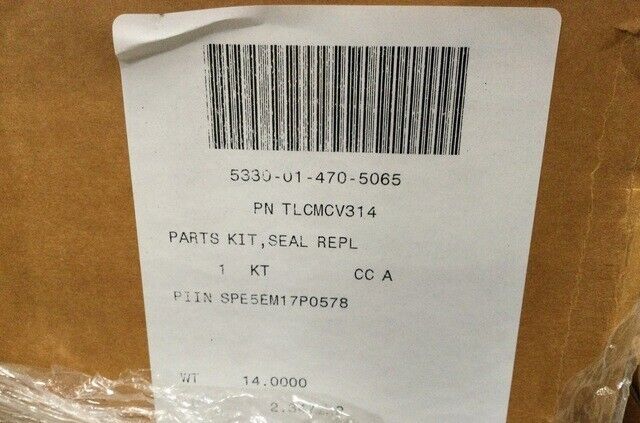 5330-01-470-5065
PN TLCMCV314
PARTS KIT,SEAL REPL
1 KT CC A
PIIN SPE5EM17P0578
WT 14.0000